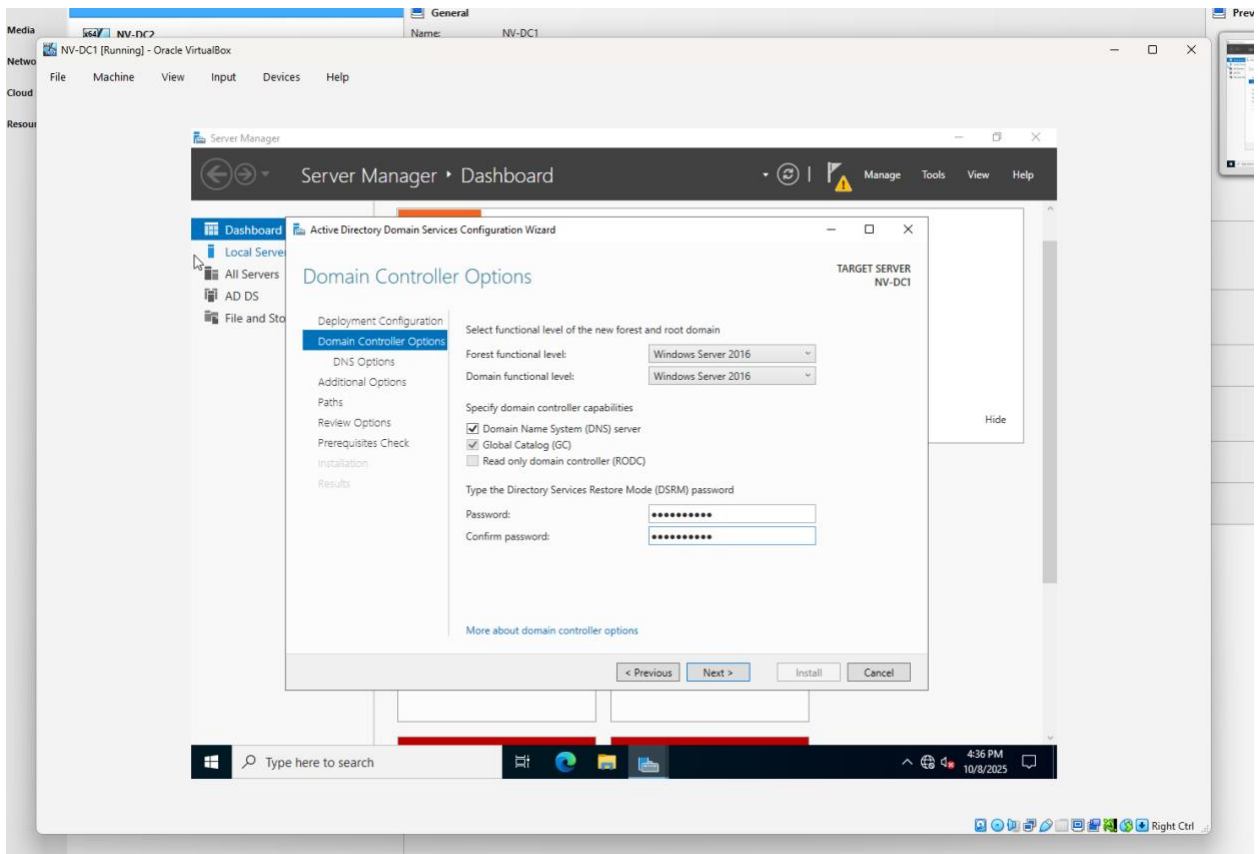 General
Prev
Media
x64 NV-DC2
Name: NV-DC1
NV-DC1 [Running] - Oracle VirtualBox
Cloud
File Machine View Input Devices Help
Server Manager
Server Manager • Dashboard
Manage Tools View Help
Dashboard
Local Serve
All Servers
AD DS
File and Sto
Active Directory Domain Services Configuration Wizard
Domain Controller Options
TARGET SERVER
NV-DC1
Deployment Configuration
Domain Controller Options
DNS Options
Additional Options
Paths
Review Options
Prerequisites Check
Installation
Results
Select functional level of the new forest and root domain
Forest functional level: Windows Server 2016
Domain functional level: Windows Server 2016
Specify domain controller capabilities
Domain Name System (DNS) server
Global Catalog (GC)
Read only domain controller (RODC)
Type the Directory Services Restore Mode (DSRM) password
Password: ••••••••••
Confirm password: ••••••••••
More about domain controller options
Hide
< Previous Next > Install Cancel
Type here to search
4:36 PM
10/8/2025
Right Ctrl